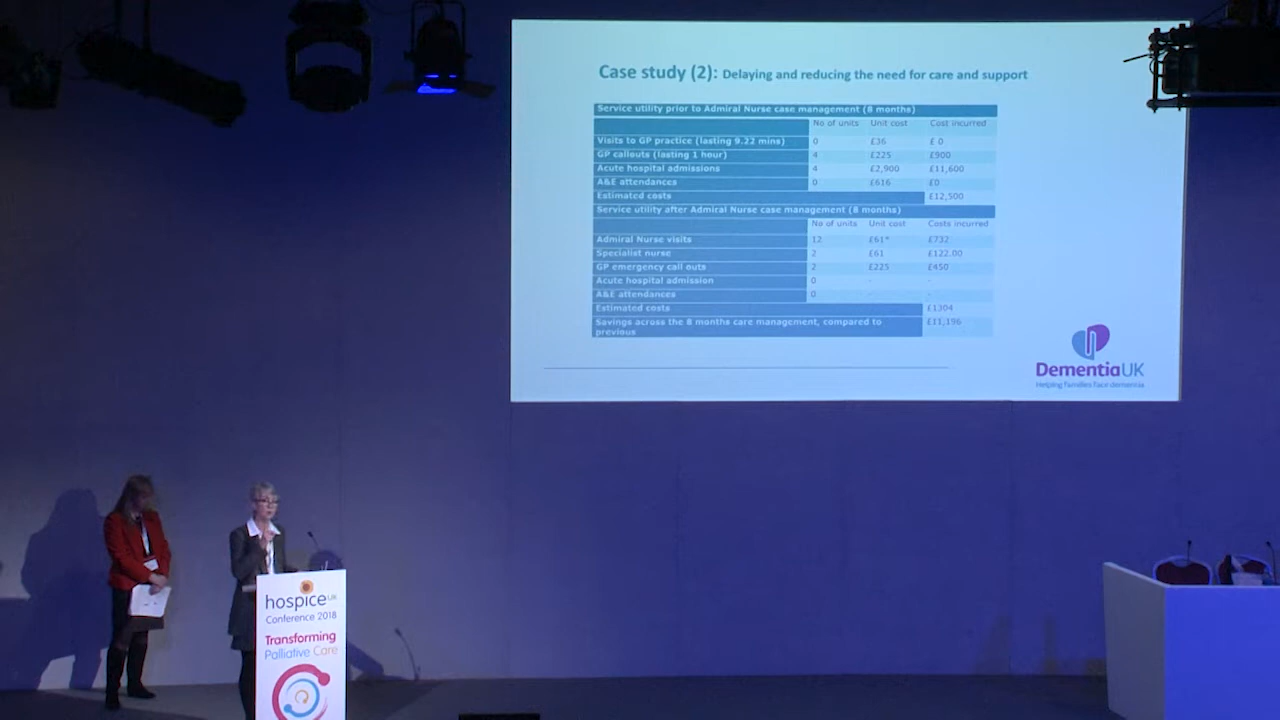 Case study (2): Delaying and reducing the need for care and support
Service utility prior to Admiral Nurse case management (8 months)
No of units Unit cost Cost incurred
Visits to GP practice (lasting 9.22 mins) 0 £36 £ 0
GP callouts (lasting 1 hour) 4 £225 £900
Acute hospital admissions 4 £2,900 £11,600
A&E attendances 0 £616 £0
Estimated costs £12,500
Service utility after Admiral Nurse case management (8 months)
No of units Unit cost Costs incurred
Admiral Nurse visits 12 £61* £732
Specialist nurse 2 £61 £122.00
GP emergency call outs 2 £225 £450
Acute hospital admission 0 - -
A&E attendances 0 - -
Estimated costs £1304
Savings across the 8 months care management, compared to £11,196
previous
DementiaUK
Helping families face dementia
hospice UK
Conference 2018
Transforming
Palliative Care